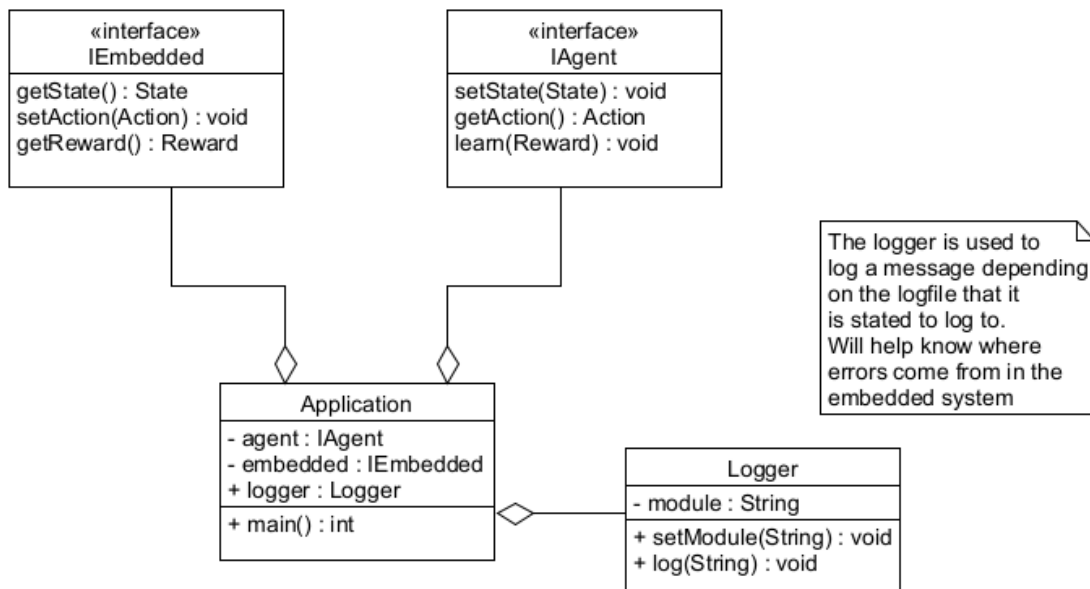 «interface»
IEmbedded
getState() : State
setAction(Action) : void
getReward() : Reward
«interface»
IAgent
setState(State) : void
getAction() : Action
learn(Reward) : void
The logger is used to
log a message depending
on the logfile that it
is stated to log to.
Will help know where
errors come from in the
embedded system
Application
- agent : IAgent
- embedded : IEmbedded
+ logger : Logger
+ main() : int
Logger
- module : String
+ setModule(String) : void
+ log(String) : void